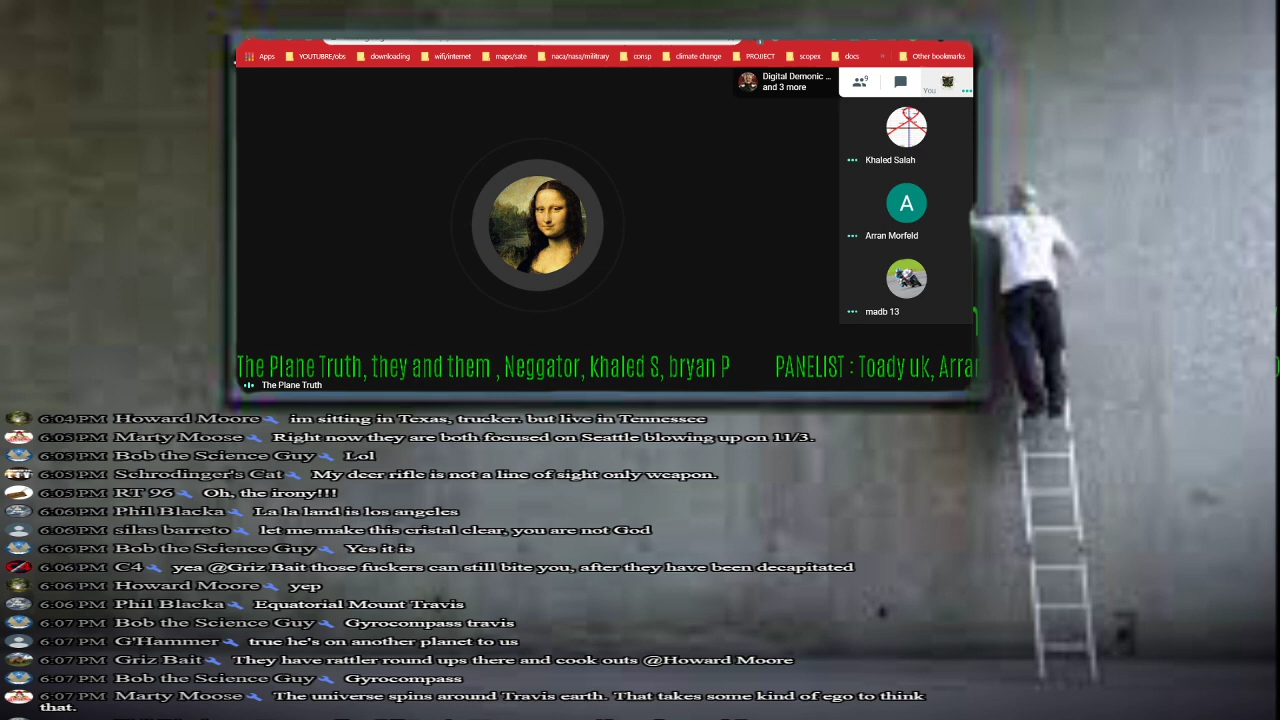 Apps YOUTUBRE/obs downloading wifi/internet maps/sate naca/nasa/militrary consp climate change PROJECT scopex docs Other bookmarks
Digital Demonic ...
and 3 more
9
You
Khaled Salah
A
Arran Morfeld
madb 13
The Plane Truth, they and them , Neggator, khaled S, bryan P PANELIST : Toady uk, Arra
The Plane Truth
6:04 PM Howard Moore im sitting in Texas, trucker. but live in Tennessee
6:05 PM Marty Moose Right now they are both focused on Seattle blowing up on 11/3.
6:05 PM Bob the Science Guy Lol
6:05 PM Schrodinger's Cat My deer rifle is not a line of sight only weapon.
6:05 PM RT 96 Oh, the irony!!!
6:06 PM Phil Blacka La la land is los angeles
6:06 PM silas barreto let me make this cristal clear, you are not God
6:06 PM Bob the Science Guy Yes it is
6:06 PM C4 yea @Griz Bait those fuckers can still bite you, after they have been decapitated
6:06 PM Howard Moore yep
6:06 PM Phil Blacka Equatorial Mount Travis
6:07 PM Bob the Science Guy Gyrocompass travis
6:07 PM G'Hammer true he's on another planet to us
6:07 PM Griz Bait They have rattler round ups there and cook outs @Howard Moore
6:07 PM Bob the Science Guy Gyrocompass
6:07 PM Marty Moose The universe spins around Travis earth. That takes some kind of ego to think
that.